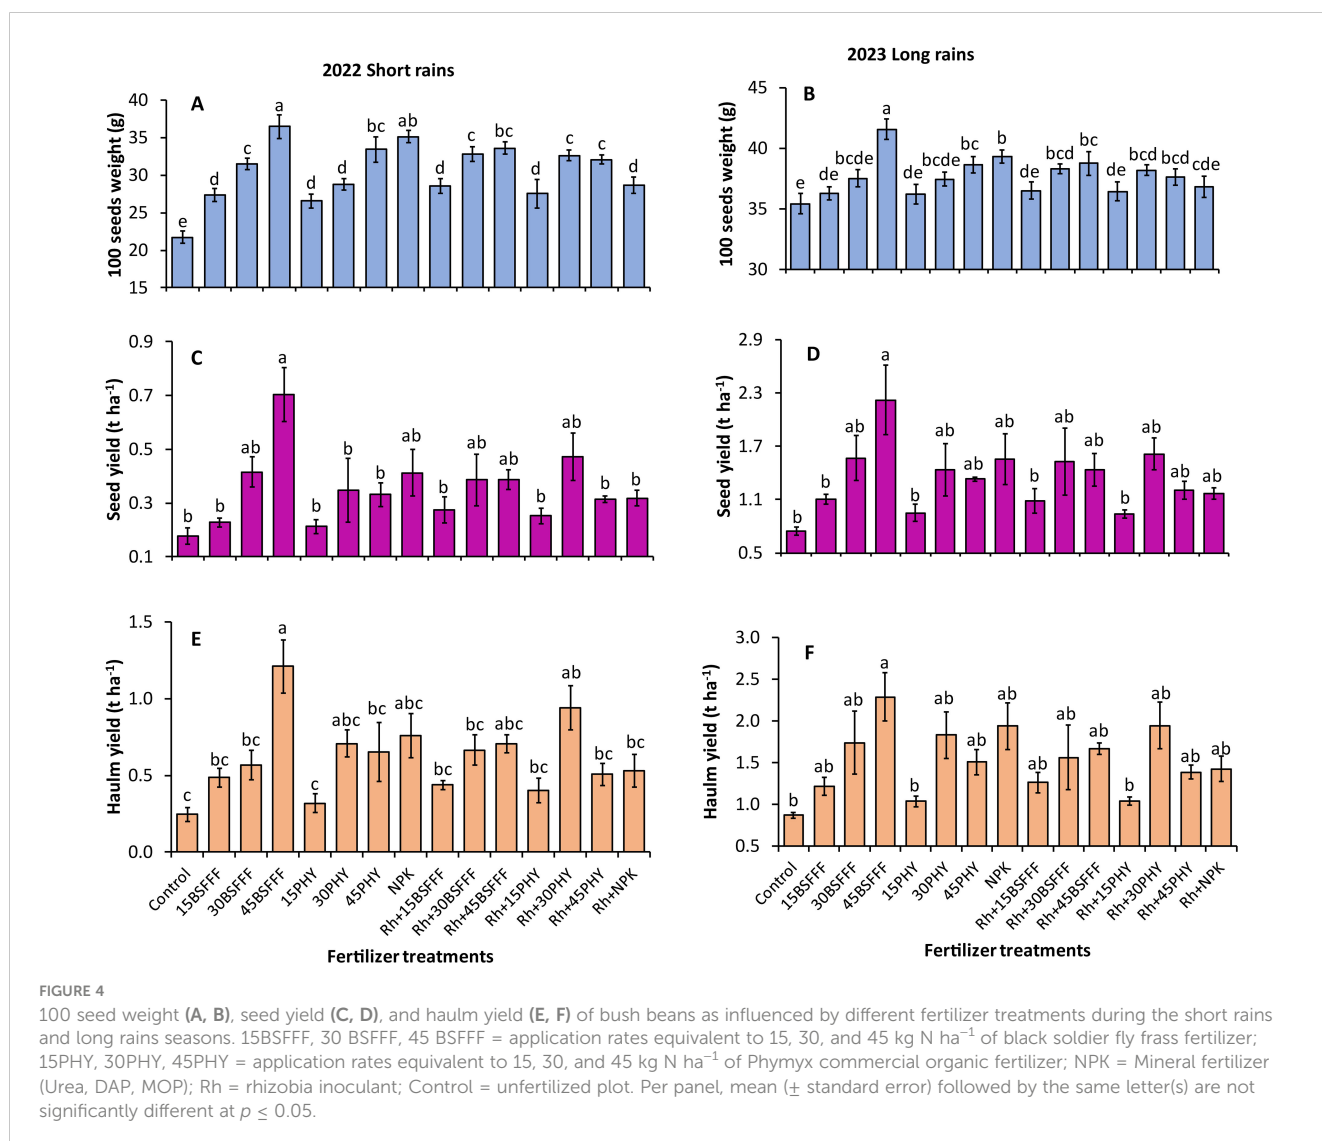 2022 Short rains
A
100 seeds weight (g)
40
35
30
25
20
15
e
d
c
a
d
d
bc
ab
d
c
bc
d
c
c
d
2023 Long rains
B
100 seeds weight (g)
45
40
35
30
e
de
bcde
a
de
bcde
bc
b
de
bcd
bc
de
bcd
bcd
cde
C
Seed yield (t ha-1)
0.9
0.7
0.5
0.3
0.1
b
b
ab
a
b
b
b
ab
b
ab
ab
b
ab
b
b
D
Seed yield (t ha-1)
2.9
2.3
1.7
1.1
0.5
b
b
ab
a
b
ab
ab
ab
b
ab
ab
b
ab
ab
ab
E
Haulm yield (t ha-1)
1.5
1.0
0.5
0.0
c
bc
bc
a
c
abc
bc
abc
bc
bc
abc
bc
ab
bc
bc
Control
15BSFFF
30BSFFF
45BSFFF
15PHY
30PHY
45PHY
NPK
Rh+15BSFFF
Rh+30BSFFF
Rh+45BSFFF
Rh+15PHY
Rh+30PHY
Rh+45PHY
Rh+NPK
Fertilizer treatments
F
Haulm yield (t ha-1)
3.0
2.5
2.0
1.5
1.0
0.5
b
ab
ab
a
b
ab
ab
ab
ab
ab
ab
b
ab
ab
ab
Control
15BSFFF
30BSFFF
45BSFFF
15PHY
30PHY
45PHY
NPK
Rh+15BSFFF
Rh+30BSFFF
Rh+45BSFFF
Rh+15PHY
Rh+30PHY
Rh+45PHY
Rh+NPK
Fertilizer treatments
FIGURE 4
100 seed weight (A, B), seed yield (C, D), and haulm yield (E, F) of bush beans as influenced by different fertilizer treatments during the short rains
and long rains seasons. 15BSFFF, 30 BSFFF, 45 BSFFF = application rates equivalent to 15, 30, and 45 kg N ha−1 of black soldier fly frass fertilizer;
15PHY, 30PHY, 45PHY = application rates equivalent to 15, 30, and 45 kg N ha−1 of Phymyx commercial organic fertilizer; NPK = Mineral fertilizer
(Urea, DAP, MOP); Rh = rhizobia inoculant; Control = unfertilized plot. Per panel, mean (± standard error) followed by the same letter(s) are not
significantly different at p ≤ 0.05.